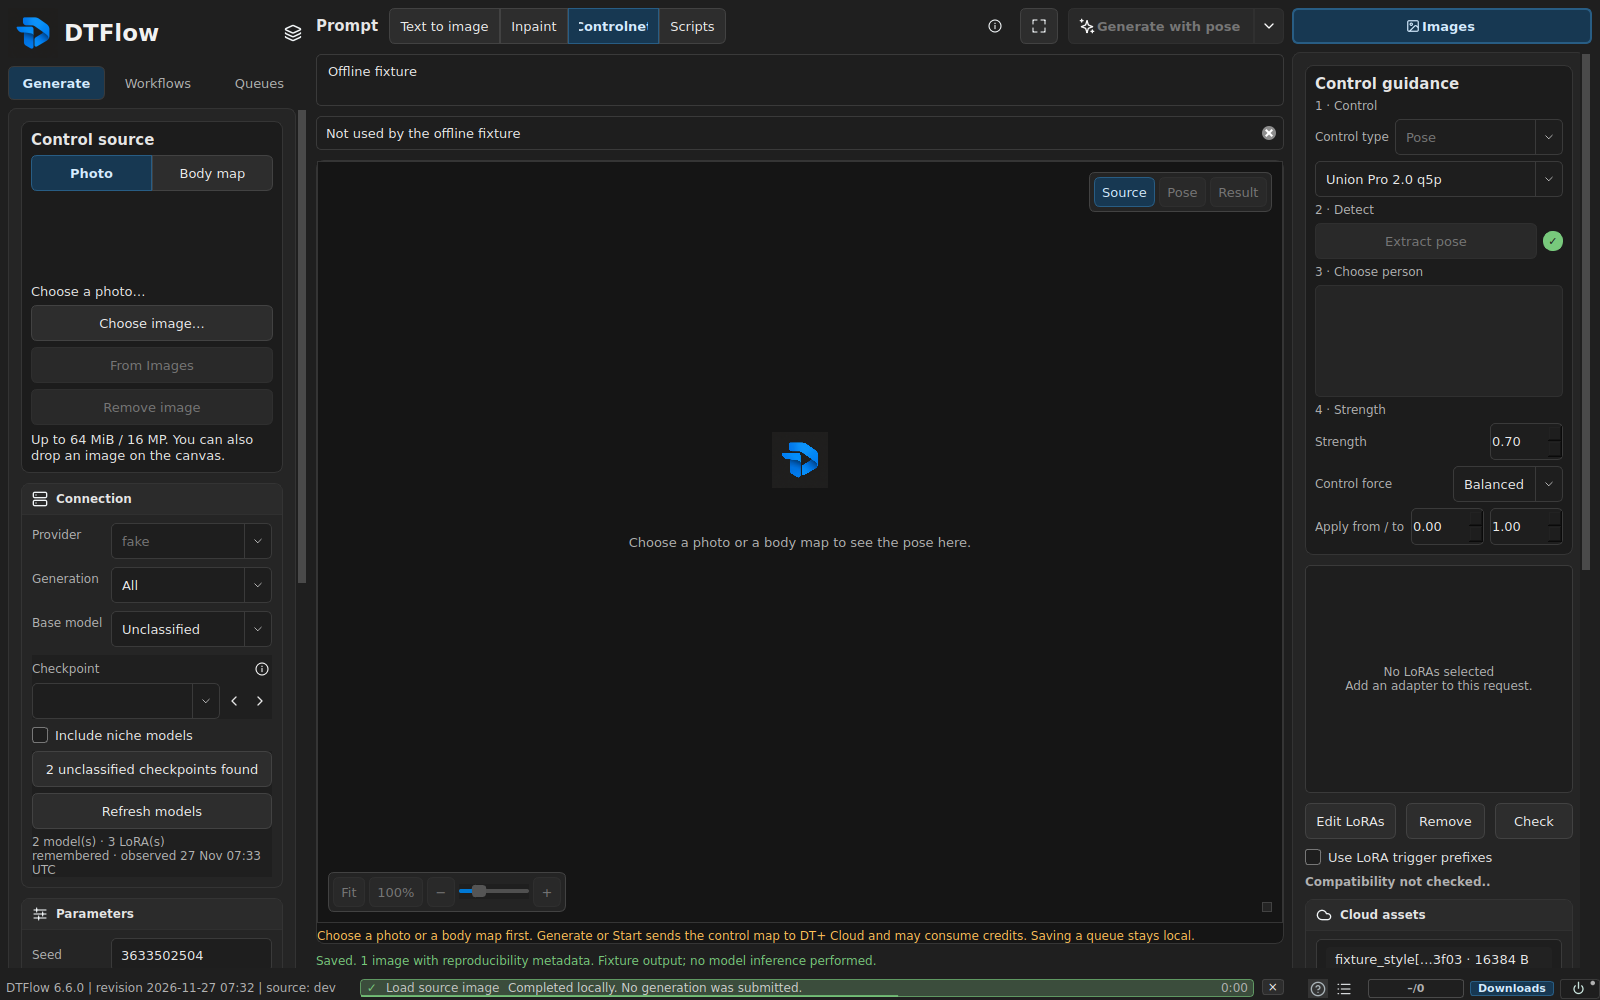 DTFlow
Prompt
Text to image
Inpaint
Controlnet
Scripts
Generate with pose
Images
Generate
Workflows
Queues
Control source
Photo
Body map
Choose a photo...
Choose image...
From Images
Remove image
Up to 64 MiB / 16 MP. You can also
drop an image on the canvas.
Connection
Provider
fake
Generation
All
Base model
Unclassified
Checkpoint
Include niche models
2 unclassified checkpoints found
Refresh models
2 model(s) · 3 LoRA(s)
remembered · observed 27 Nov 07:33
UTC
Parameters
Seed
3633502504
Offline fixture
Not used by the offline fixture
Source
Pose
Result
Choose a photo or a body map to see the pose here.
Fit
100%
−
+
Choose a photo or a body map first. Generate or Start sends the control map to DT+ Cloud and may consume credits. Saving a queue stays local.
Saved. 1 image with reproducibility metadata. Fixture output; no model inference performed.
Control guidance
1 · Control
Control type
Pose
Union Pro 2.0 q5p
2 · Detect
Extract pose
3 · Choose person
4 · Strength
Strength
0.70
Control force
Balanced
Apply from / to
0.00
1.00
No LoRAs selected
Add an adapter to this request.
Edit LoRAs
Remove
Check
Use LoRA trigger prefixes
Compatibility not checked..
Cloud assets
fixture_style[...3f03 · 16384 B
DTFlow 6.6.0 | revision 2026-11-27 07:32 | source: dev
✓ Load source image Completed locally. No generation was submitted.
0:00
–/0
Downloads